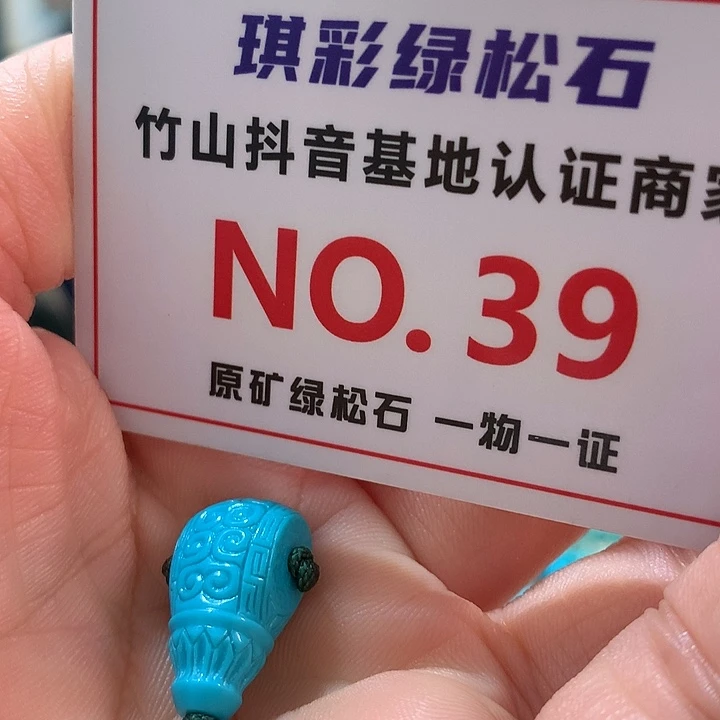 琪彩绿松石
竹山抖音基地认证商家
NO. 39
原矿绿松石 一物一证